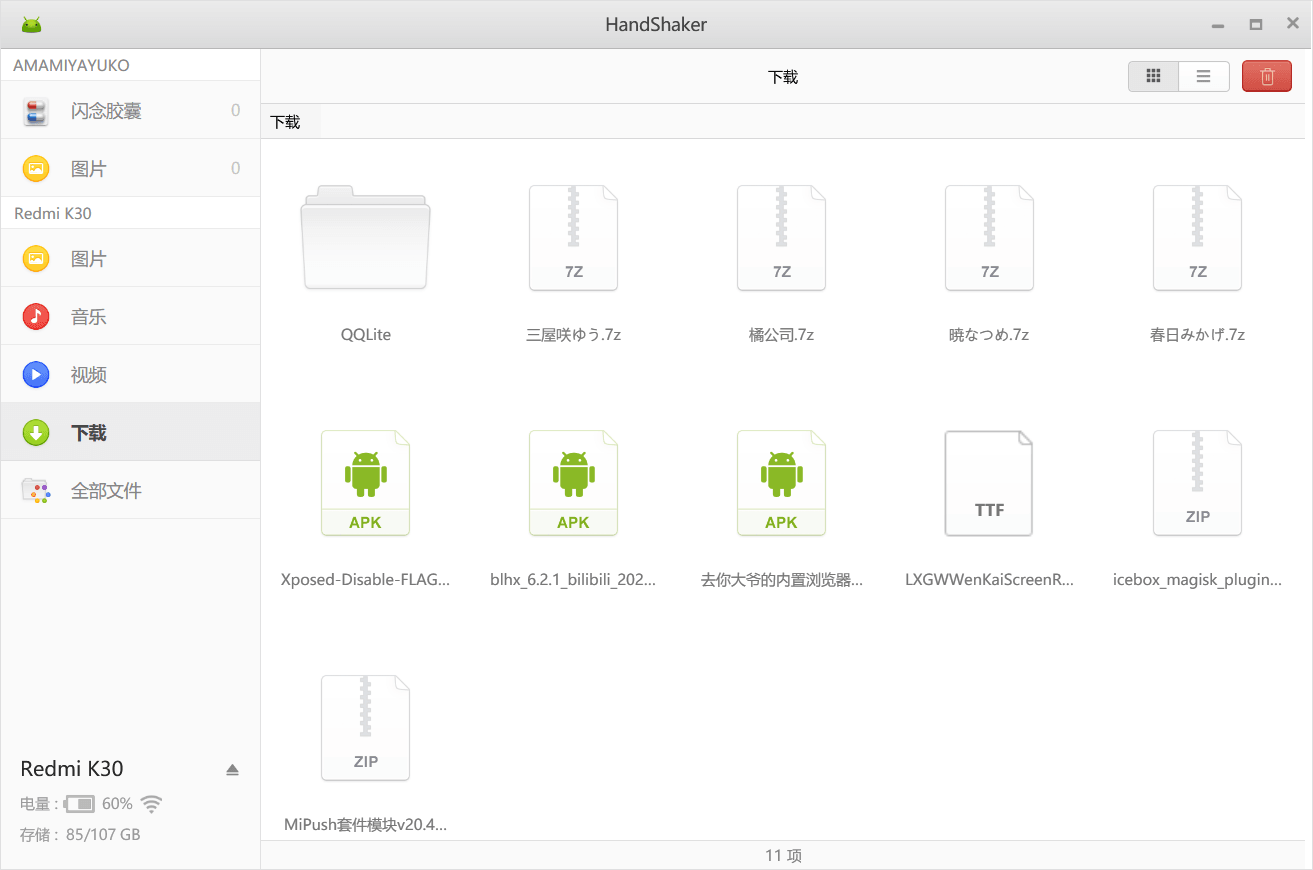 HandShaker
AMAMIYAYUKO
闪念胶囊 0
图片 0
Redmi K30
图片
音乐
视频
下载
全部文件
Redmi K30
电量 : 60%
存储 : 85/107 GB
下载
下载
7Z 7Z 7Z 7Z
QQLite 三屋咲ゆう.7z 橘公司.7z 暁なつめ.7z 春日みかげ.7z
APK APK APK TTF ZIP
Xposed-Disable-FLAG... blhx_6.2.1_bilibili_202... 去你大爷的内置浏览器... LXGWWenKaiScreenR... icebox_magisk_plugin...
ZIP
MiPush套件模块v20.4...
11 项